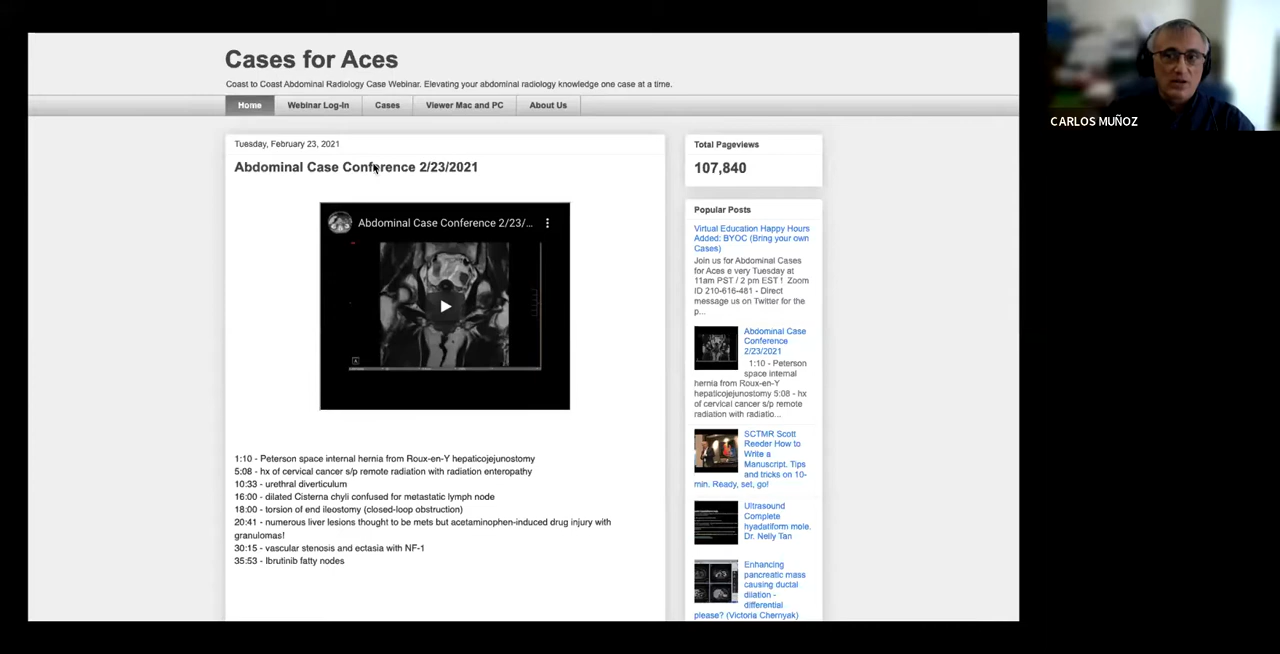 Cases for Aces
Coast to Coast Abdominal Radiology Case Webinar. Elevating your abdominal radiology knowledge one case at a time.
Home
Webinar Log-In
Cases
Viewer Mac and PC
About Us
Tuesday, February 23, 2021
Abdominal Case Conference 2/23/2021
Abdominal Case Conference 2/23/...
1:10 - Peterson space internal hernia from Roux-en-Y hepaticojejunostomy
5:08 - hx of cervical cancer s/p remote radiation with radiation enteropathy
10:33 - urethral diverticulum
16:00 - dilated Cisterna chyli confused for metastatic lymph node
18:00 - torsion of end ileostomy (closed-loop obstruction)
20:41 - numerous liver lesions thought to be mets but acetaminophen-induced drug injury with
granulomas!
30:15 - vascular stenosis and ectasia with NF-1
35:53 - Ibrutinib fatty nodes
Total Pageviews
107,840
Popular Posts
Virtual Education Happy Hours
Added: BYOC (Bring your own
Cases)
Join us for Abdominal Cases
for Aces e very Tuesday at
11am PST / 2 pm EST ! Zoom
ID 210-616-481 - Direct
message us on Twitter for the
p...
Abdominal Case
Conference
2/23/2021
1:10 - Peterson
space internal
hernia from Roux-en-Y
hepaticojejunostomy 5:08 - hx
of cervical cancer s/p remote
radiation with radiatio...
SCTMR Scott
Reeder How to
Write a
Manuscript. Tips
and tricks on 10-
min. Ready, set, go!
Ultrasound
Complete
hyadatiform mole.
Dr. Nelly Tan
Enhancing
pancreatic mass
causing ductal
dilation -
differential
please? (Victoria Chernyak)
CARLOS MUÑOZ